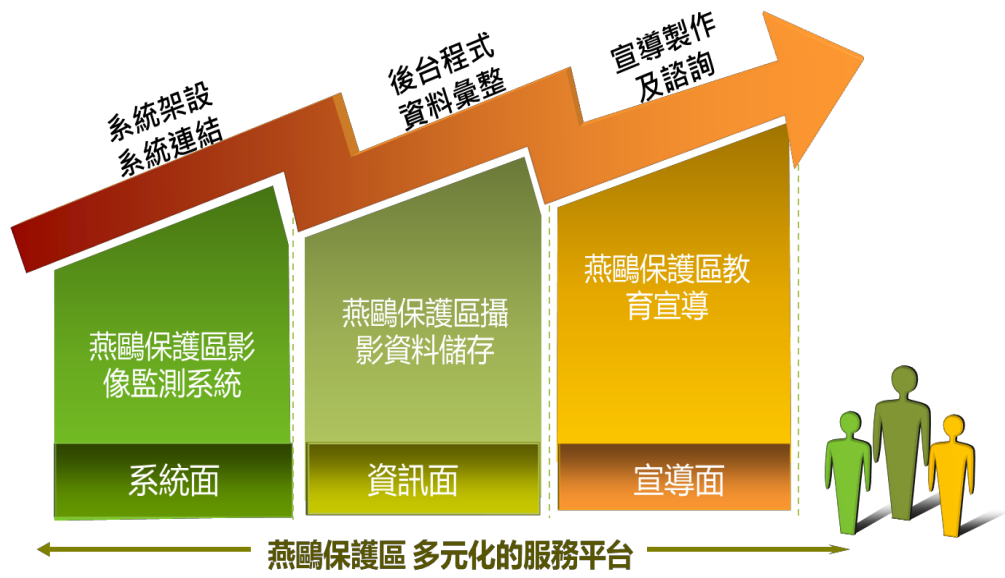 系統架設
系統連結
後台程式
資料彙整
宣導製作
及諮詢
燕鷗保護區影
像監測系統
燕鷗保護區攝
影資料儲存
燕鷗保護區教
育宣導
系統面
資訊面
宣導面
燕鷗保護區 多元化的服務平台